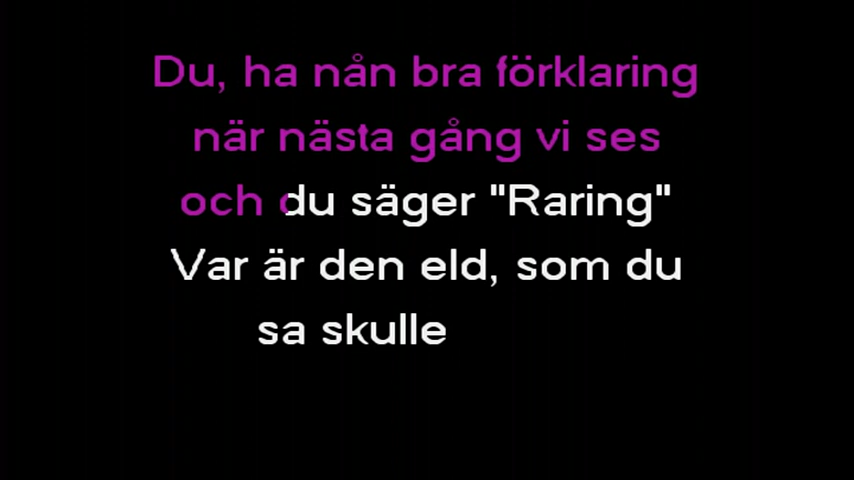 Du, ha nån bra förklaring
när nästa gång vi ses
och du säger "Raring"
Var är den eld, som du
sa skulle